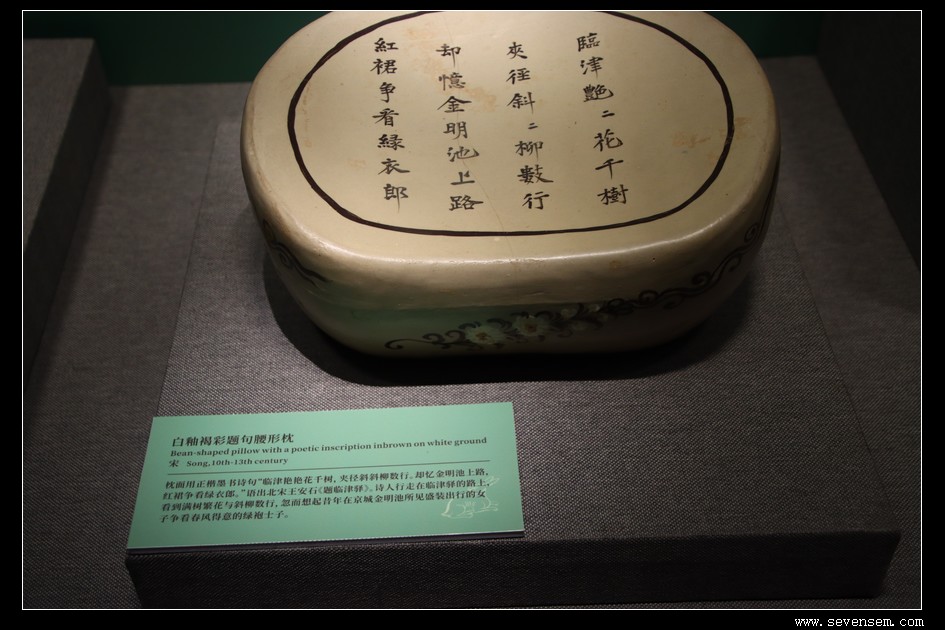 臨津艷二花千樹
夾径斜二柳數行
却憶金明池上路
紅裙争看緑衣郎
白釉褐彩题句腰形枕
Bean-shaped pillow with a poetic inscription inbrown on white ground
宋 Song,10th-13th century
枕面用正楷墨书诗句“临津艳艳花千树，夹径斜斜柳数行。却忆金明池上路，
红裙争看绿衣郎。”语出北宋王安石《题临津驿》。诗人行走在临津驿的路上，
看到满树繁花与斜柳数行，忽而想起昔年在京城金明池所见盛装出行的女
子争看春风得意的绿袍士子。
www.sevensem.com